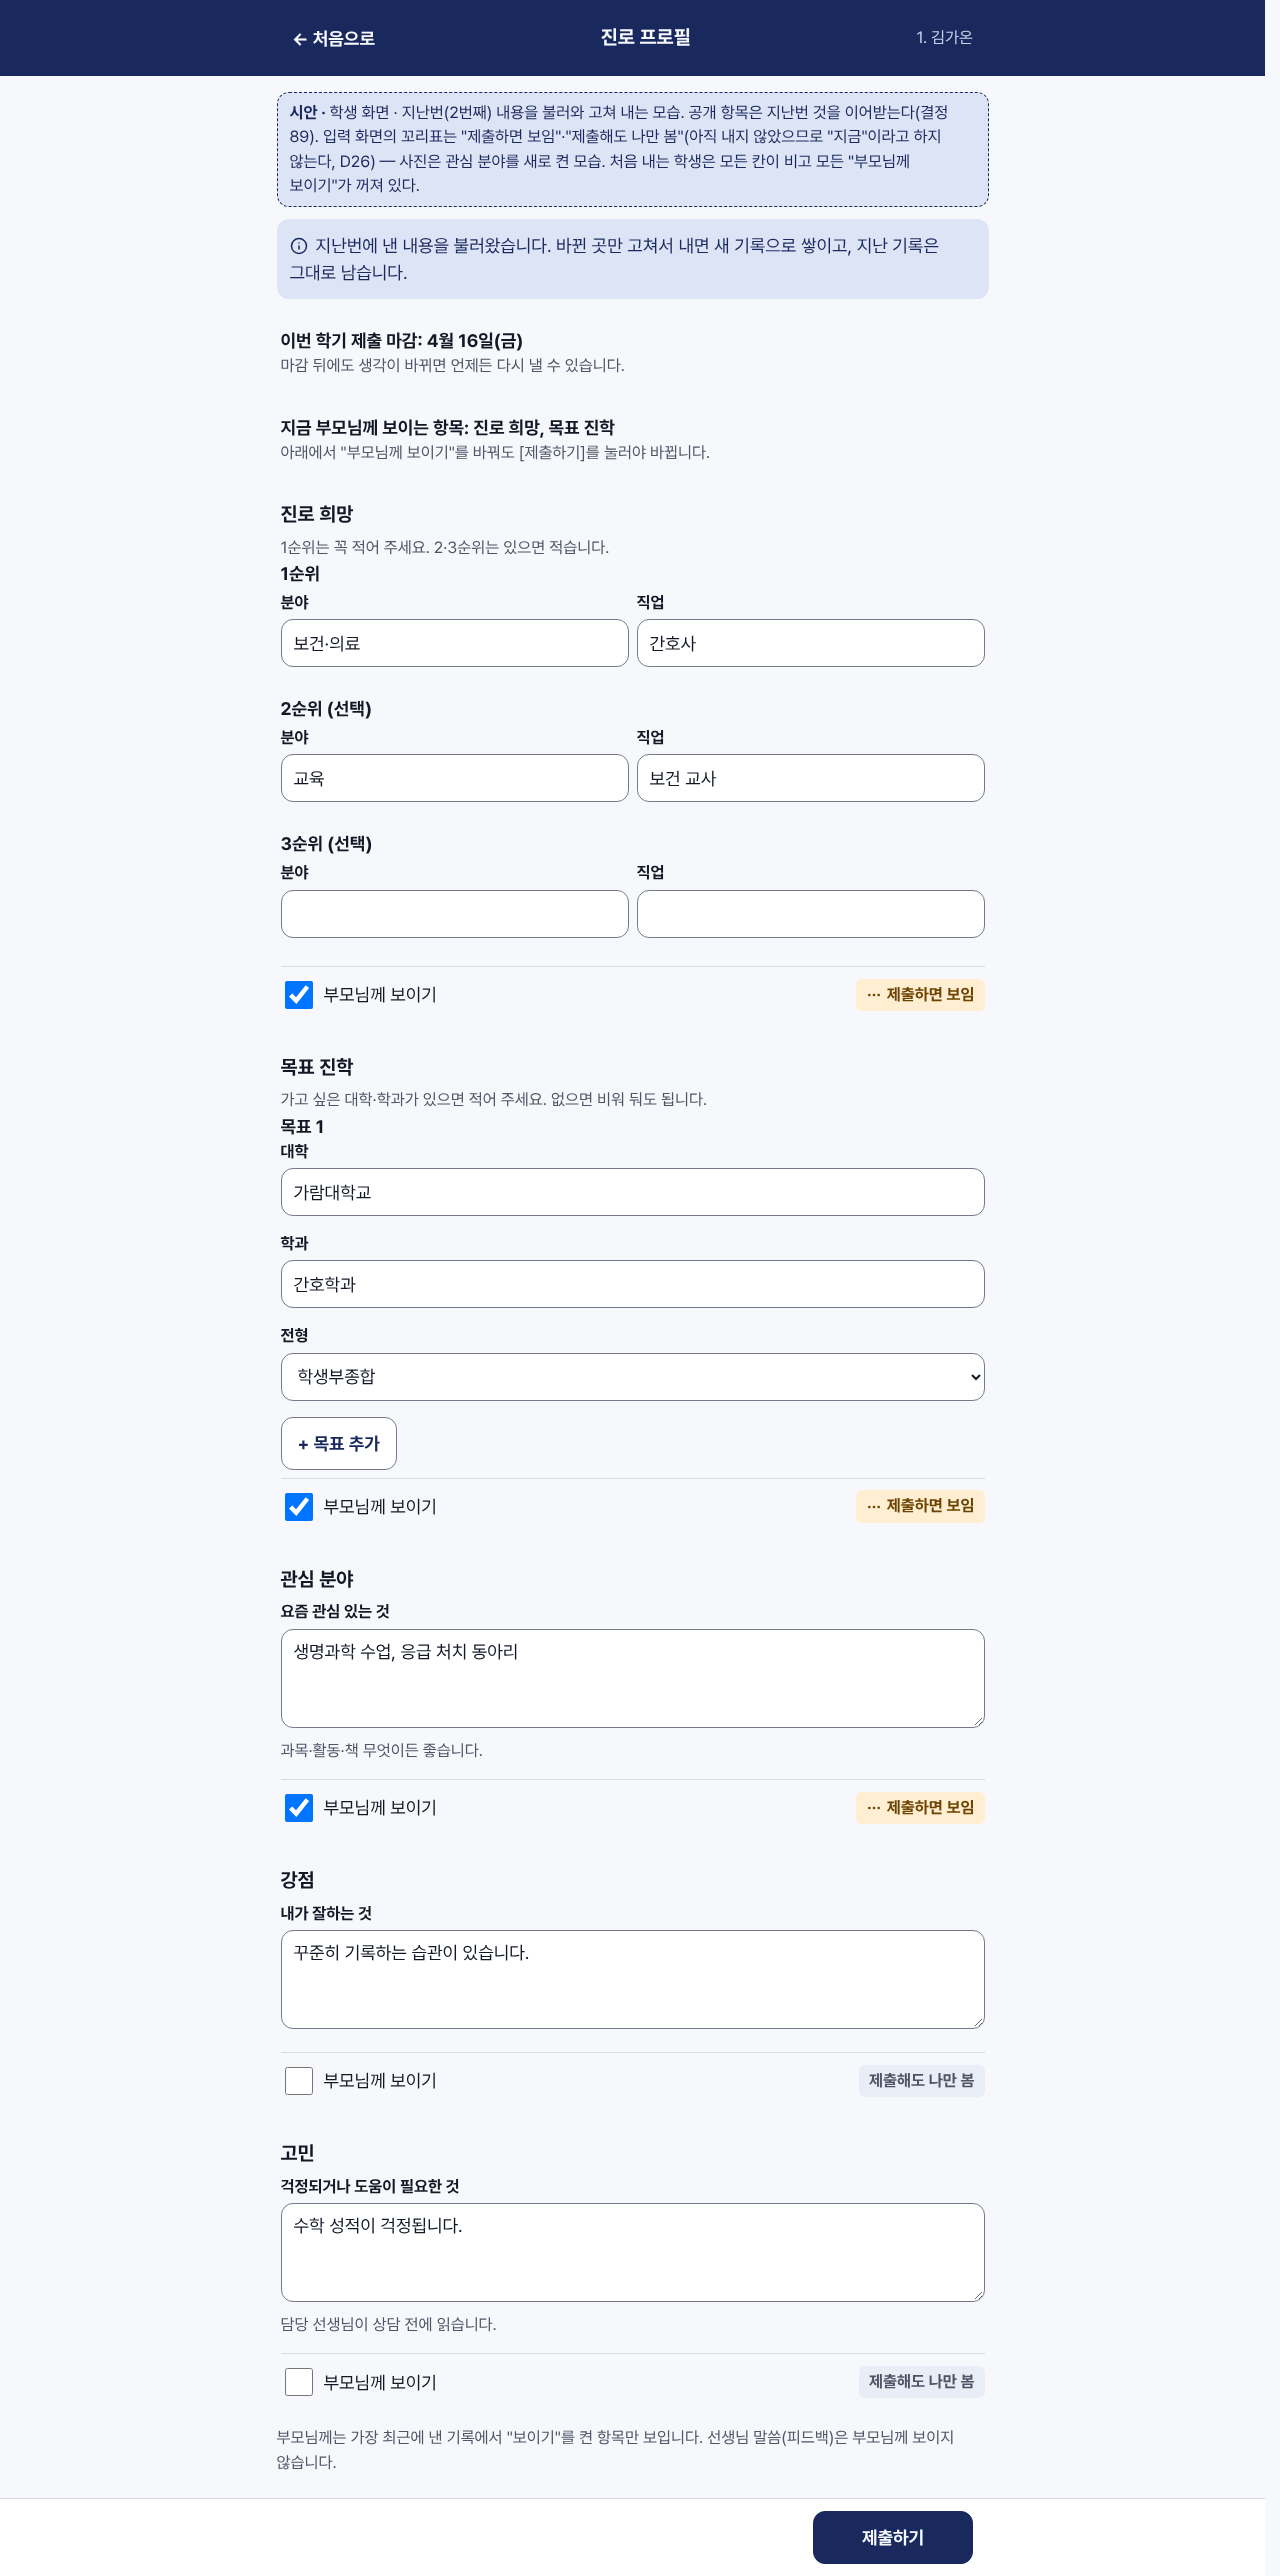 ← 처음으로
진로 프로필
1. 김가온
시안 · 학생 화면 · 지난번(2번째) 내용을 불러와 고쳐 내는 모습. 공개 항목은 지난번 것을 이어받는다(결정
89). 입력 화면의 꼬리표는 "제출하면 보임"·"제출해도 나만 봄"(아직 내지 않았으므로 "지금"이라고 하지
않는다, D26) — 사진은 관심 분야를 새로 켠 모습. 처음 내는 학생은 모든 칸이 비고 모든 "부모님께
보이기"가 꺼져 있다.
지난번에 낸 내용을 불러왔습니다. 바뀐 곳만 고쳐서 내면 새 기록으로 쌓이고, 지난 기록은
그대로 남습니다.
이번 학기 제출 마감: 4월 16일(금)
마감 뒤에도 생각이 바뀌면 언제든 다시 낼 수 있습니다.
지금 부모님께 보이는 항목: 진로 희망, 목표 진학
아래에서 "부모님께 보이기"를 바꿔도 [제출하기]를 눌러야 바뀝니다.
진로 희망
1순위는 꼭 적어 주세요. 2·3순위는 있으면 적습니다.
1순위
분야 직업
보건·의료 간호사
2순위 (선택)
분야 직업
교육 보건 교사
3순위 (선택)
분야 직업
부모님께 보이기 ··· 제출하면 보임
목표 진학
가고 싶은 대학·학과가 있으면 적어 주세요. 없으면 비워 둬도 됩니다.
목표 1
대학
가람대학교
학과
간호학과
전형
학생부종합
+ 목표 추가
부모님께 보이기 ··· 제출하면 보임
관심 분야
요즘 관심 있는 것
생명과학 수업, 응급 처치 동아리
과목·활동·책 무엇이든 좋습니다.
부모님께 보이기 ··· 제출하면 보임
강점
내가 잘하는 것
꾸준히 기록하는 습관이 있습니다.
부모님께 보이기 제출해도 나만 봄
고민
걱정되거나 도움이 필요한 것
수학 성적이 걱정됩니다.
담당 선생님이 상담 전에 읽습니다.
부모님께 보이기 제출해도 나만 봄
부모님께는 가장 최근에 낸 기록에서 "보이기"를 켠 항목만 보입니다. 선생님 말씀(피드백)은 부모님께 보이지
않습니다.
제출하기